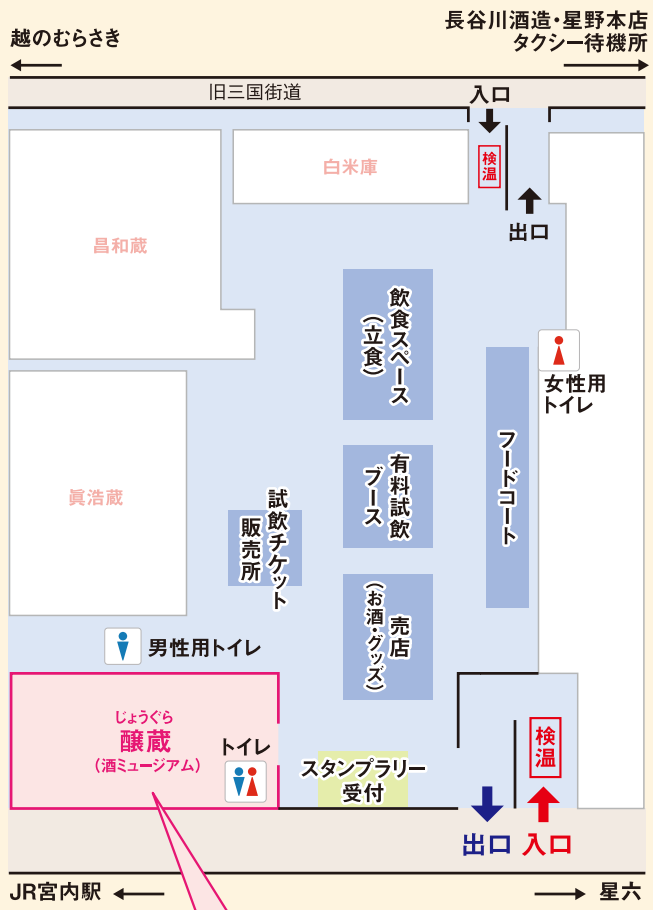 越のむらさき
長谷川酒造・星野本店
タクシー待機所
旧三国街道
入口
検温
出口
白米庫
昌和蔵
飲食スペース
（立食）
女性用
トイレ
フードコート
有料試飲
ブース
眞浩蔵
試飲チケット
販売所
売店
（お酒・グッズ）
男性用トイレ
じょうぐら
醸蔵
（酒ミュージアム）
トイレ
スタンプラリー
受付
検温
出口
入口
JR宮内駅
星六